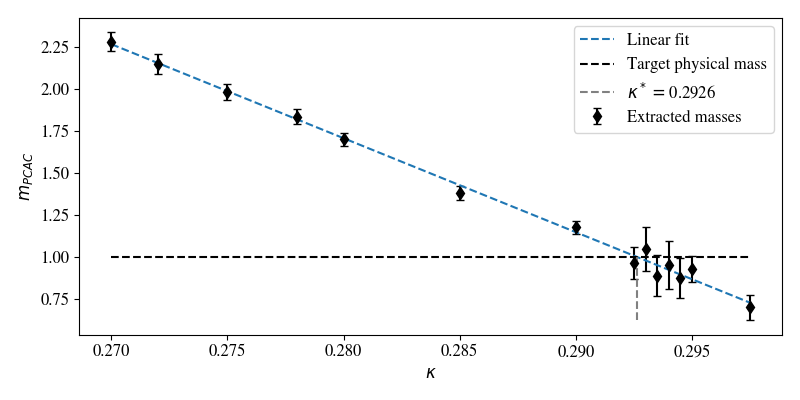 Linear fit
Target physical mass
κ* = 0.2926
Extracted masses
m_PCAC
2.25
2.00
1.75
1.50
1.25
1.00
0.75
0.270
0.275
0.280
0.285
0.290
0.295
κ